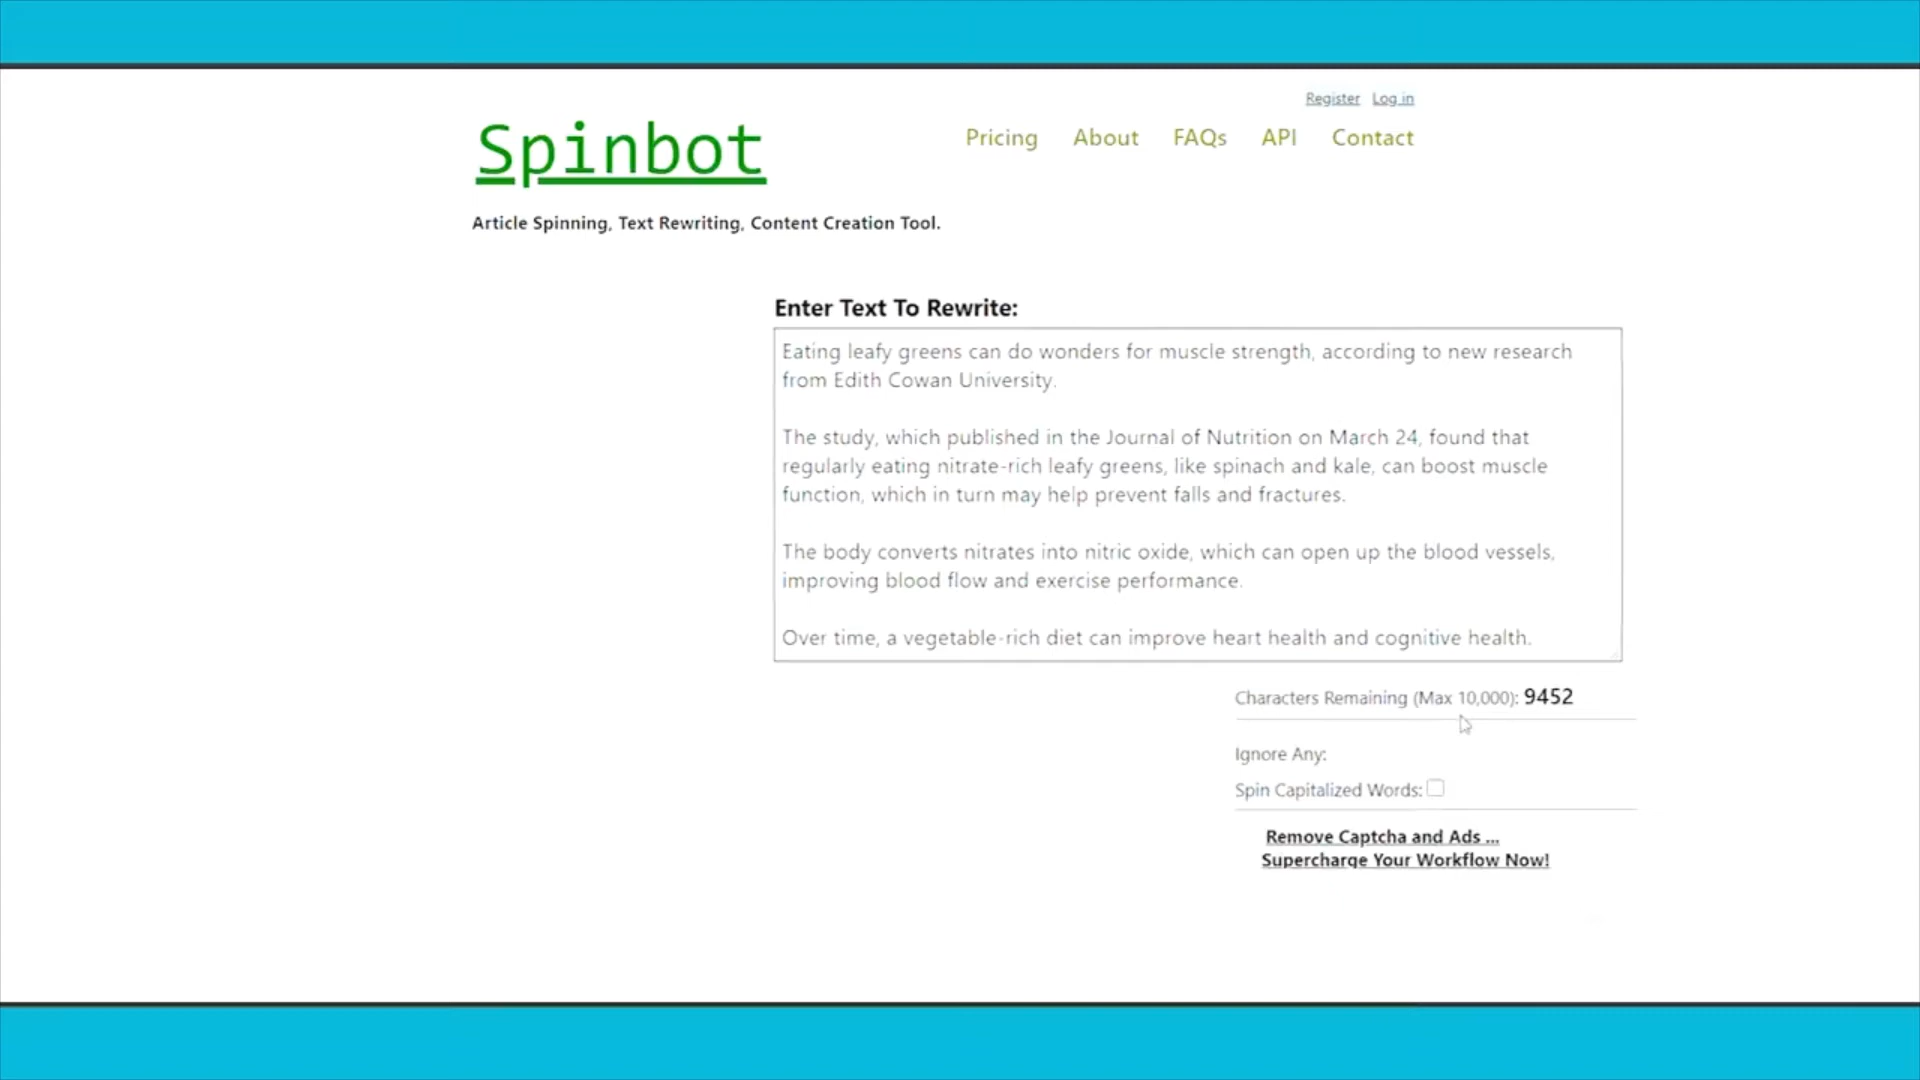 Register Log in
Spinbot
Pricing About FAQs API Contact
Article Spinning, Text Rewriting, Content Creation Tool.
Enter Text To Rewrite:
Eating leafy greens can do wonders for muscle strength, according to new research
from Edith Cowan University.
The study, which published in the Journal of Nutrition on March 24, found that
regularly eating nitrate-rich leafy greens, like spinach and kale, can boost muscle
function, which in turn may help prevent falls and fractures.
The body converts nitrates into nitric oxide, which can open up the blood vessels,
improving blood flow and exercise performance.
Over time, a vegetable-rich diet can improve heart health and cognitive health.
Characters Remaining (Max 10,000): 9452
Ignore Any:
Spin Capitalized Words:
Remove Captcha and Ads ...
Supercharge Your Workflow Now!